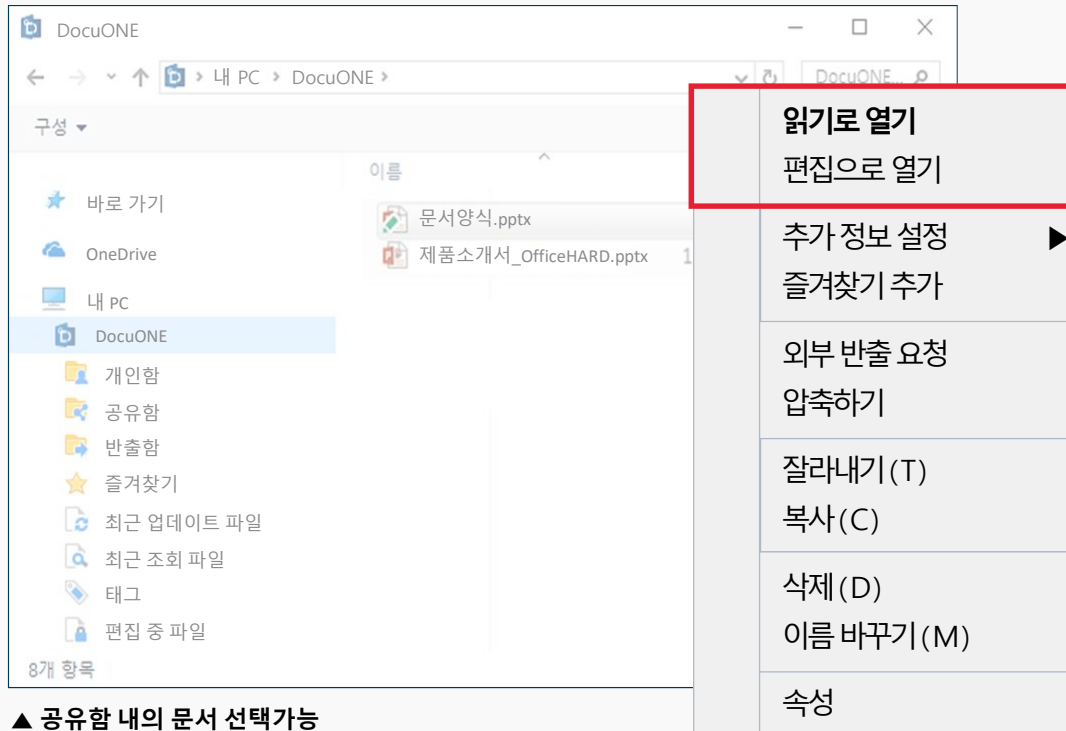 DocuONE
내 PC > DocuONE >
DocuONE...
구성
이름
바로 가기
OneDrive
내 PC
DocuONE
개인함
공유함
반출함
즐겨찾기
최근 업데이트 파일
최근 조회 파일
태그
편집 중 파일
문서양식.pptx
제품소개서_OfficeHARD.pptx 1
8개 항목
읽기로 열기
편집으로 열기
추가 정보 설정 ▶
즐겨찾기 추가
외부 반출 요청
압축하기
잘라내기(T)
복사(C)
삭제(D)
이름 바꾸기(M)
속성
▲ 공유함 내의 문서 선택가능